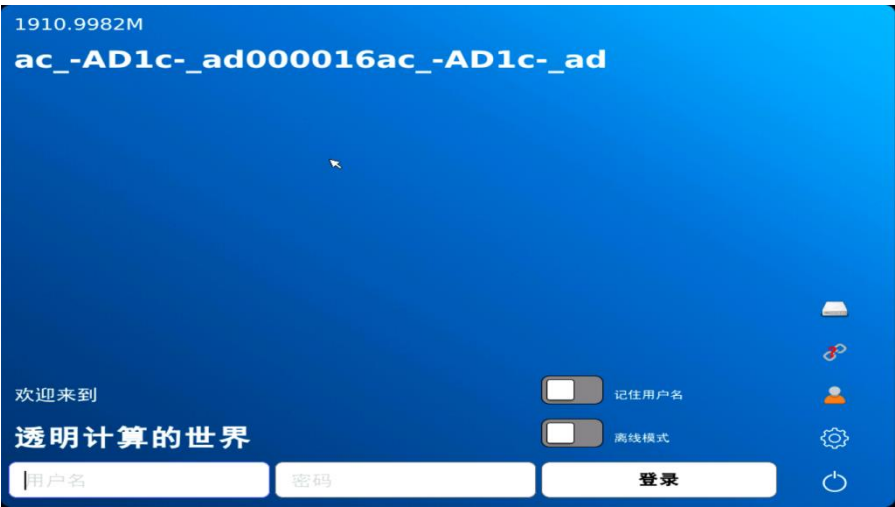 1910.9982M
ac_-AD1c-_ad000016ac_-AD1c-_ad
欢迎来到
记住用户名
透明计算的世界
离线模式
用户名
密码
登录